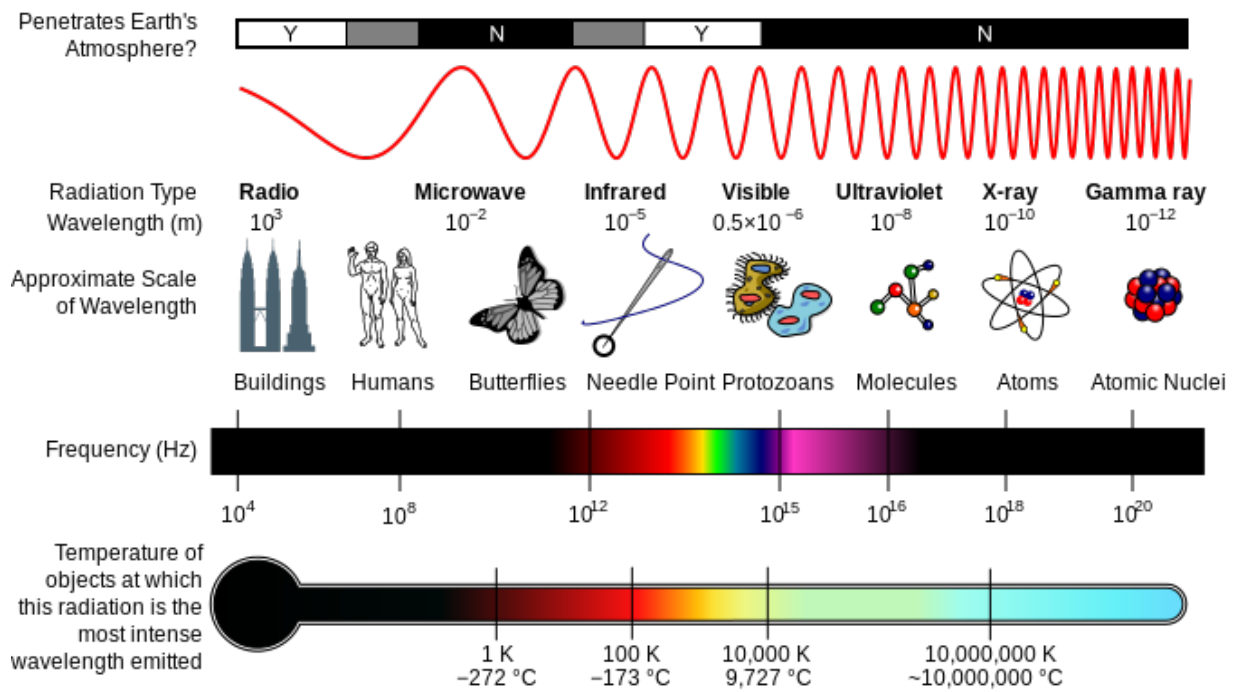 Penetrates Earth's
Atmosphere?
Y N Y N
Radiation Type
Radio Microwave Infrared Visible Ultraviolet X-ray Gamma ray
Wavelength (m)
10³ 10⁻² 10⁻⁵ 0.5×10⁻⁶ 10⁻⁸ 10⁻¹⁰ 10⁻¹²
Approximate Scale
of Wavelength
Buildings Humans Butterflies Needle Point Protozoans Molecules Atoms Atomic Nuclei
Frequency (Hz)
10⁴ 10⁸ 10¹² 10¹⁵ 10¹⁶ 10¹⁸ 10²⁰
Temperature of
objects at which
this radiation is the
most intense
wavelength emitted
1 K 100 K 10,000 K 10,000,000 K
−272 °C −173 °C 9,727 °C ~10,000,000 °C